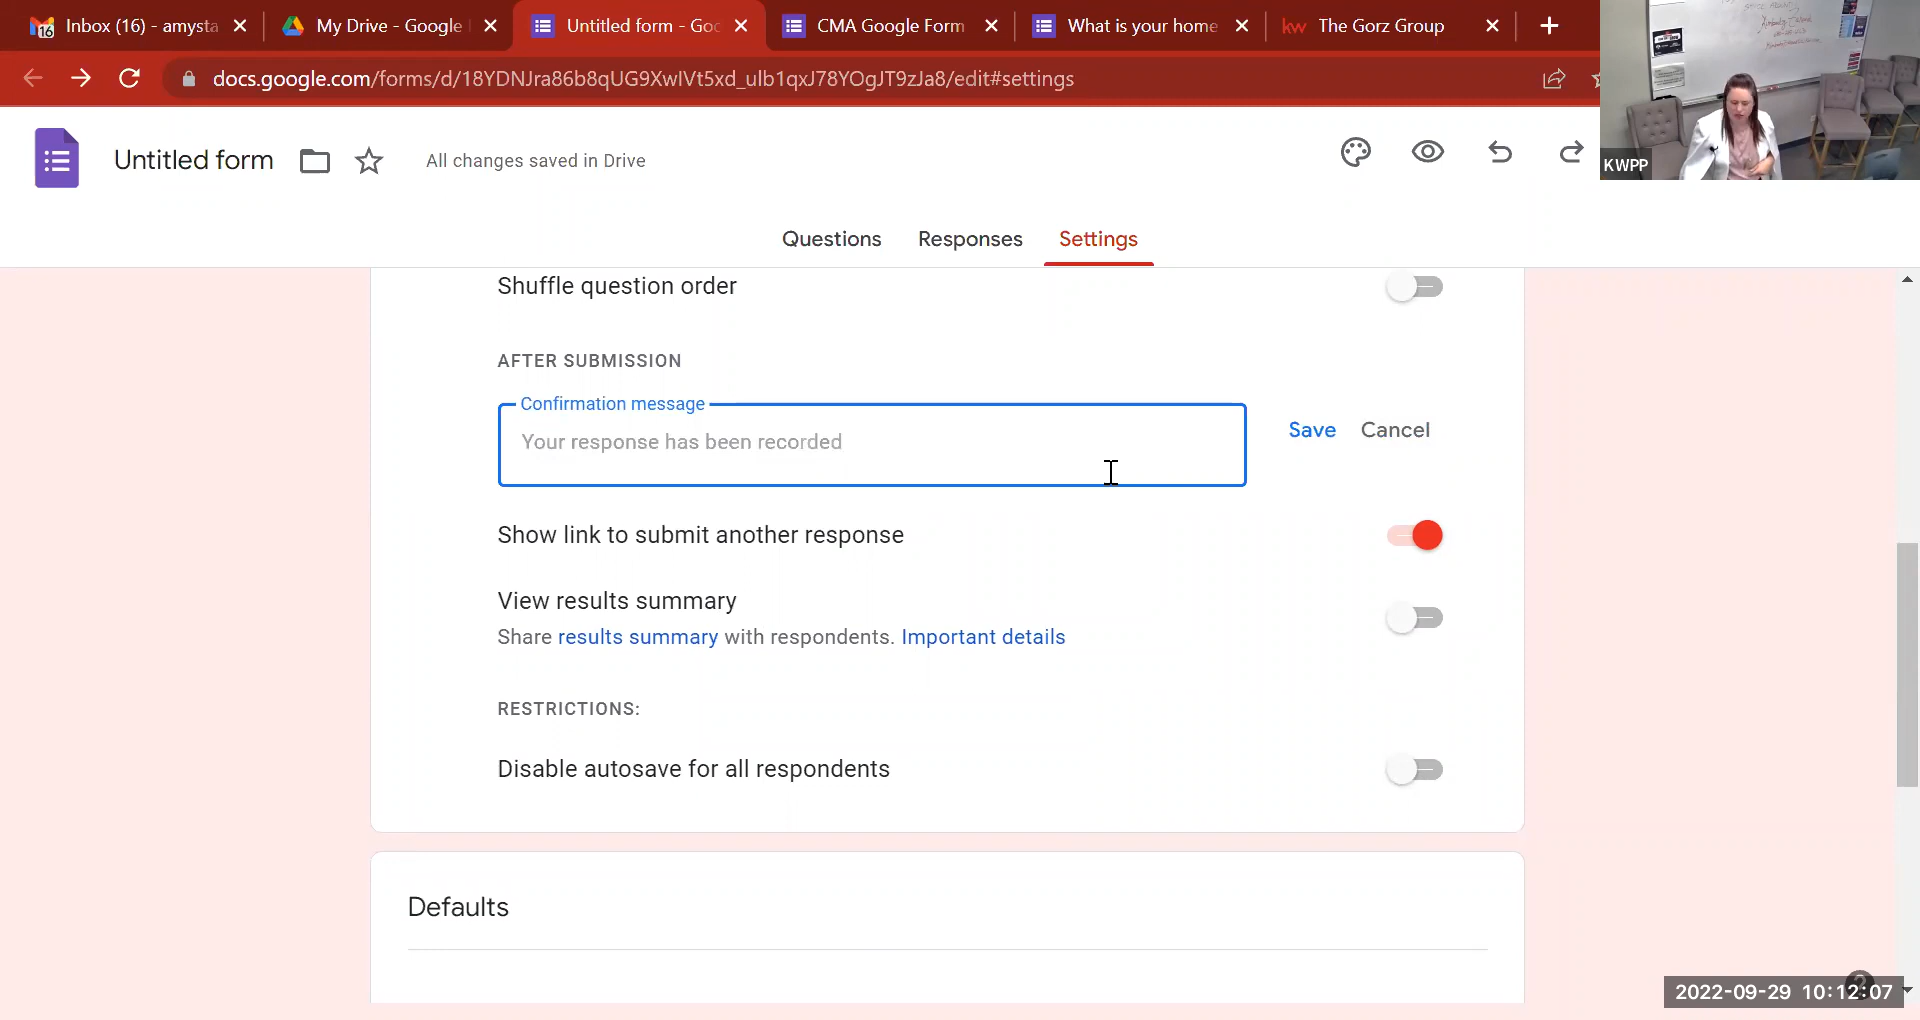 Inbox (16) - amysta
My Drive - Google
Untitled form - Goo
CMA Google Form
What is your home
kw The Gorz Group
docs.google.com/forms/d/18YDNJra86b8qUG9XwIVt5xd_ulb1qxJ78YOgJT9zJa8/edit#settings
KWPP
Untitled form
All changes saved in Drive
Questions Responses Settings
Shuffle question order
AFTER SUBMISSION
Confirmation message
Your response has been recorded
Save Cancel
Show link to submit another response
View results summary
Share results summary with respondents. Important details
RESTRICTIONS:
Disable autosave for all respondents
Defaults
2022-09-29 10:12:07